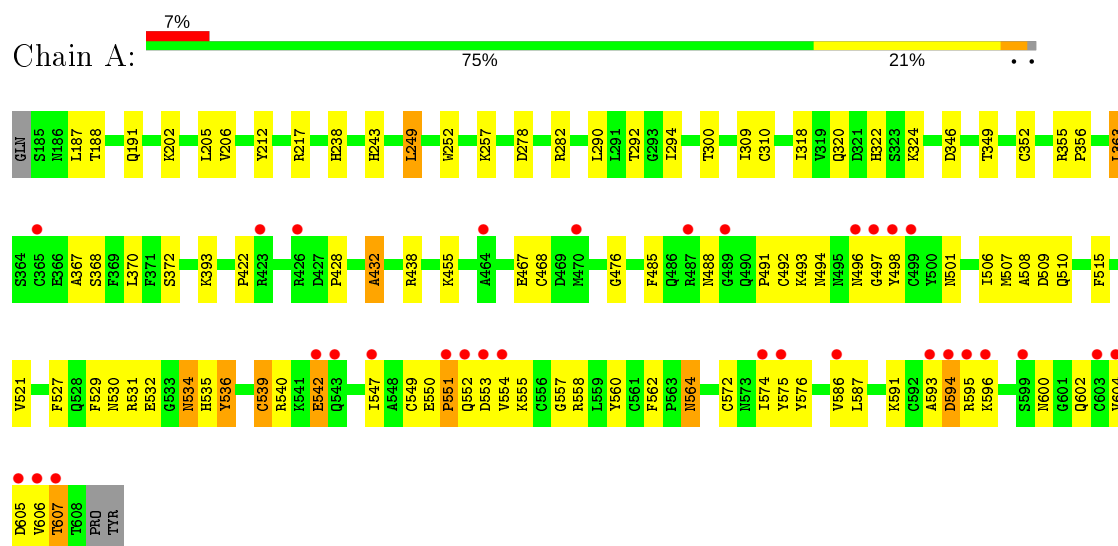 7%
Chain A:
75% 21% • •
GLN S185 N186 L187 T188 Q191 K202 L205 V206 Y212 R217 H238 H243 L249 W252 K257 D278 R282 L290 L291 T292 G293 I294 T300 I309 C310 I318 V319 Q320 D321 H322 S323 K324 D346 T349 C352 R355 P356 L363
S364 C365 E366 A367 S368 F369 L370 F371 S372 K393 P422 R423 R426 D427 P428 A432 R438 K455 A464 E467 C468 D469 M470 G476 F485 Q486 R487 N488 G489 Q490 P491 C492 K493 N494 N495 N496 G497 Y498 C499 Y500 N501 I506 M507 A508 D509 Q510 F515
V521 F527 Q528 F529 N530 R531 E532 G533 N534 H535 Y536 C539 R540 K541 E542 Q543 I547 A548 C549 E550 P551 Q552 D553 V554 K555 C556 G557 R558 L559 Y560 C561 F562 P563 N564 C572 N573 I574 Y575 Y576 V586 L587 K591 C592 A593 D594 R595 K596 S599 N600 G601 Q602 C603 V604
D605 V606 T607 T608 PRO TYR